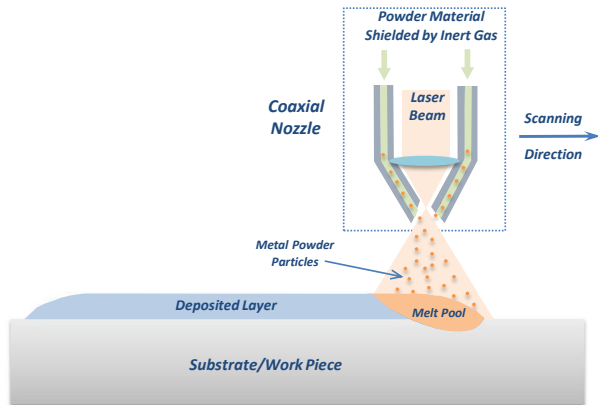 Powder Material
Shielded by Inert Gas
Laser
Beam
Coaxial
Nozzle
Scanning
Direction
Metal Powder
Particles
Deposited Layer
Melt Pool
Substrate/Work Piece